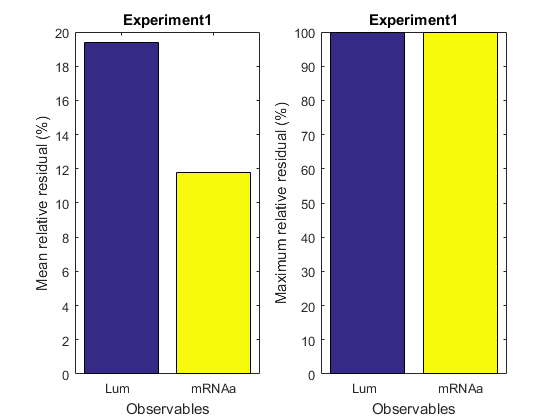 Experiment1
Mean relative residual (%)
20
18
16
14
12
10
8
6
4
2
0
Lum mRNAa
Observables
Experiment1
Maximum relative residual (%)
100
90
80
70
60
50
40
30
20
10
0
Lum mRNAa
Observables